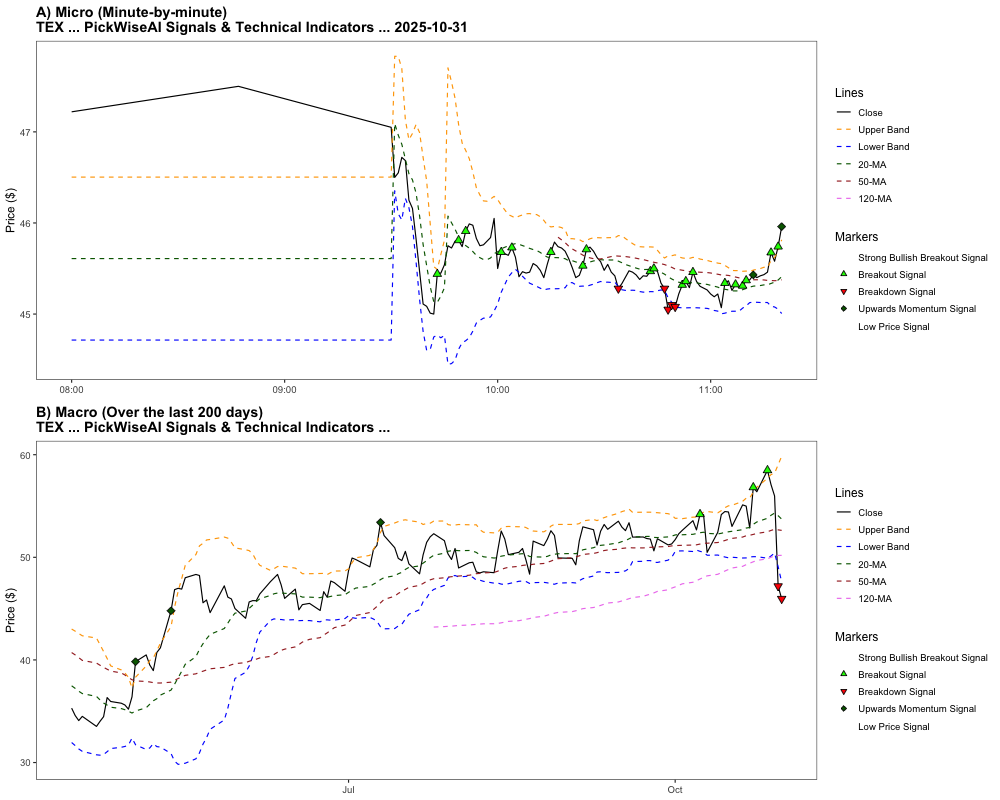 A) Micro (Minute-by-minute)
TEX ... PickWiseAI Signals & Technical Indicators ... 2025-10-31
Price ($)
47
46
45
08:00
09:00
10:00
11:00
Lines
Close
Upper Band
Lower Band
20-MA
50-MA
120-MA
Markers
Strong Bullish Breakout Signal
Breakout Signal
Breakdown Signal
Upwards Momentum Signal
Low Price Signal
B) Macro (Over the last 200 days)
TEX ... PickWiseAI Signals & Technical Indicators ...
Price ($)
60
50
40
30
Jul
Oct
Lines
Close
Upper Band
Lower Band
20-MA
50-MA
120-MA
Markers
Strong Bullish Breakout Signal
Breakout Signal
Breakdown Signal
Upwards Momentum Signal
Low Price Signal